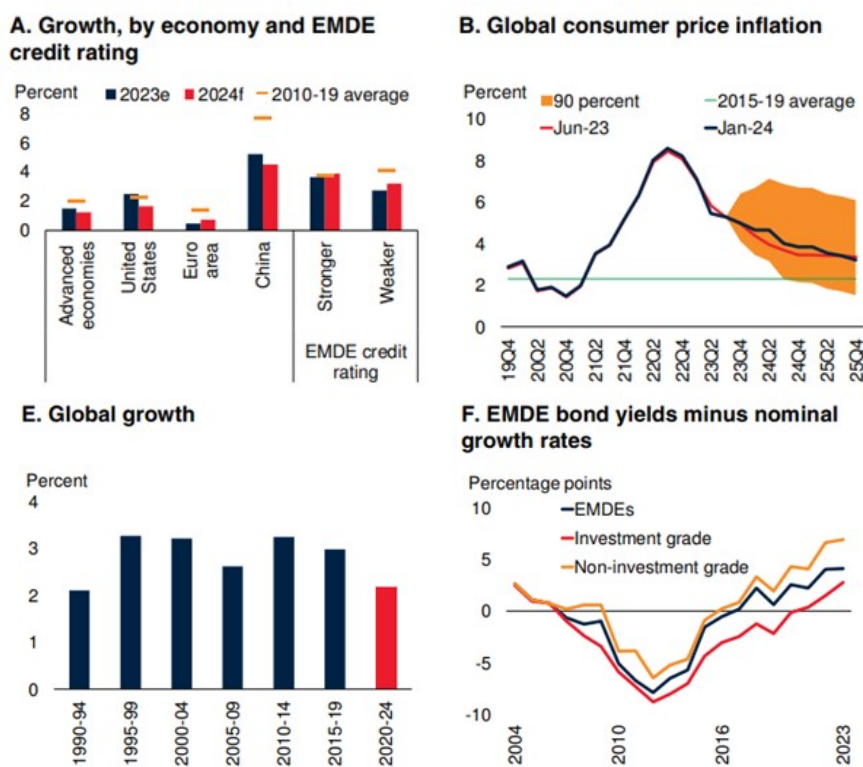 A. Growth, by economy and EMDE
credit rating
Percent
2023e 2024f 2010-19 average
8
6
4
2
0
Advanced
economies
United
States
Euro
area
China
Stronger
Weaker
EMDE credit
rating
B. Global consumer price inflation
Percent
90 percent 2015-19 average
Jun-23 Jan-24
10
8
6
4
2
0
19Q4
20Q2
20Q4
21Q2
21Q4
22Q2
22Q4
23Q2
23Q4
24Q2
24Q4
25Q2
25Q4
E. Global growth
Percent
4
3
2
1
0
1990-94
1995-99
2000-04
2005-09
2010-14
2015-19
2020-24
F. EMDE bond yields minus nominal
growth rates
Percentage points
EMDEs
Investment grade
Non-investment grade
10
5
0
-5
-10
2004
2010
2016
2023